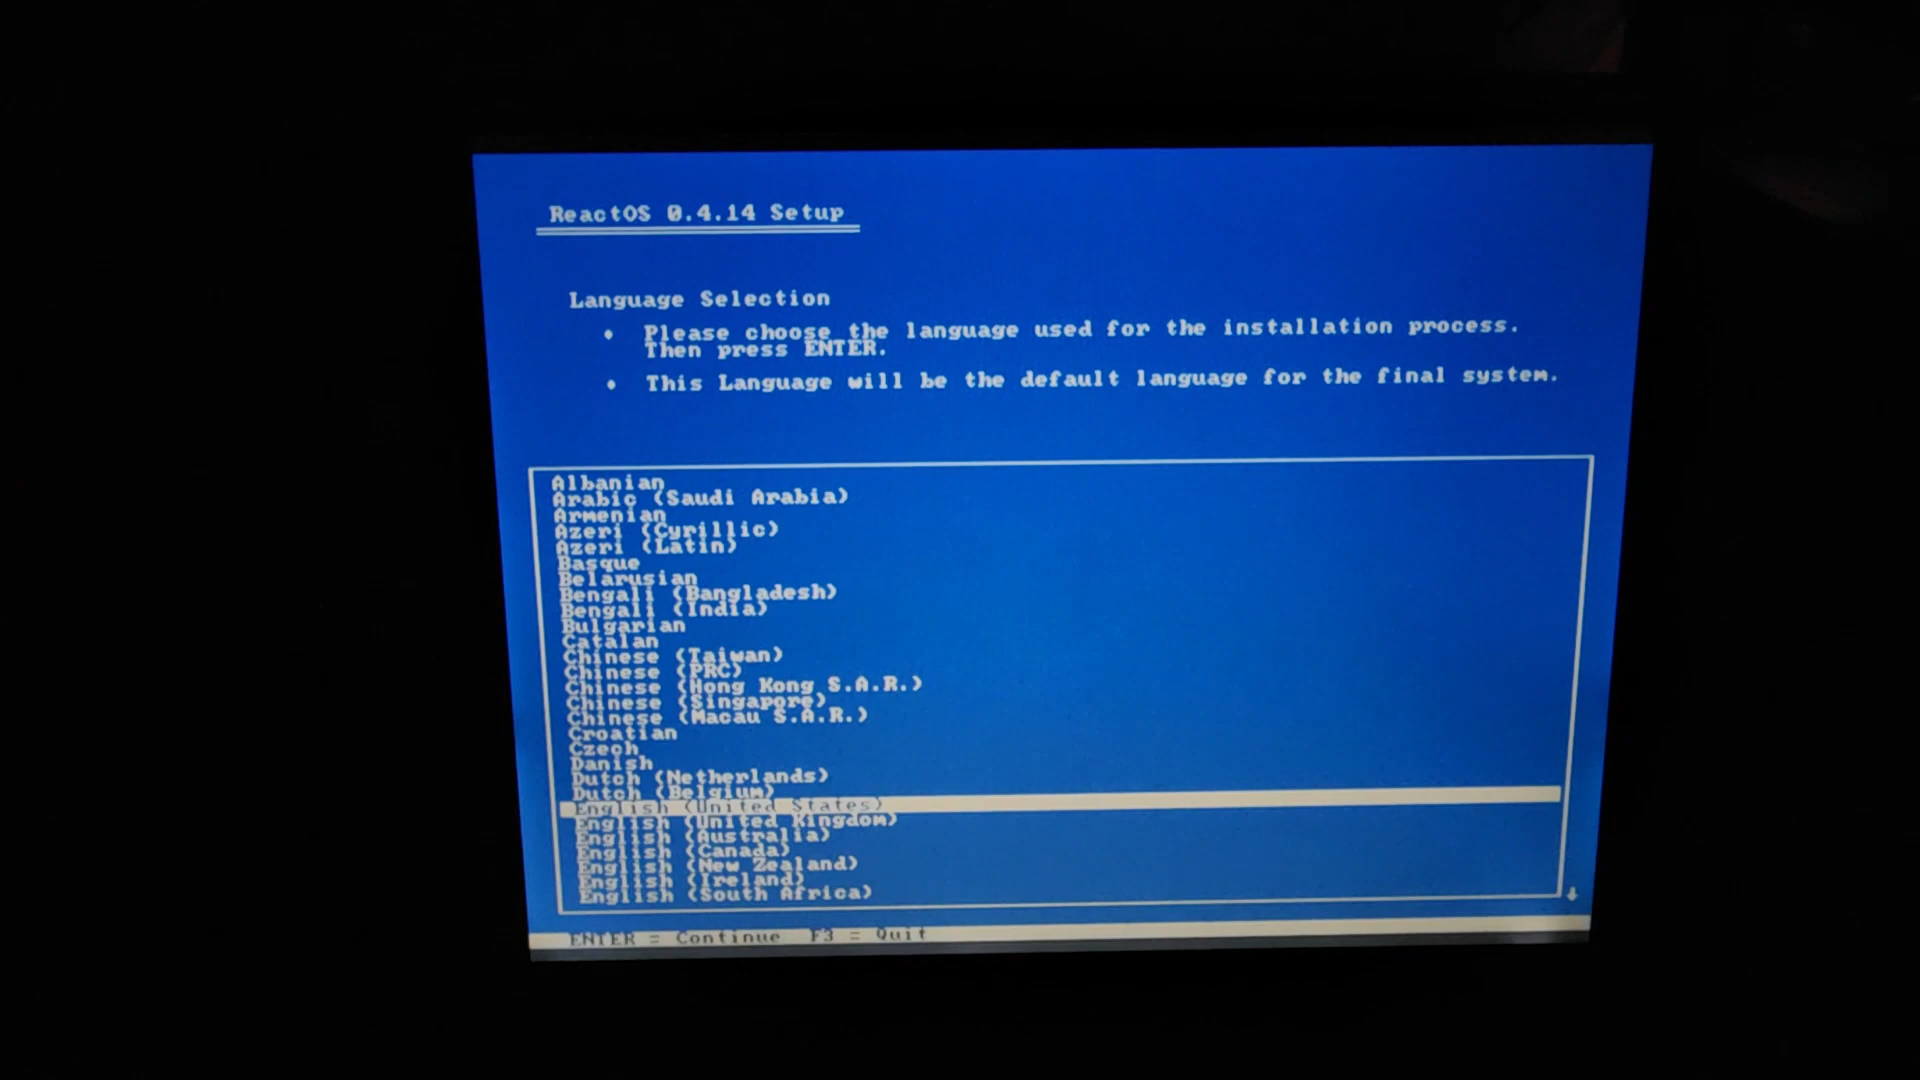 ReactOS 0.4.14 Setup
Language Selection
• Please choose the language used for the installation process.
Then press ENTER.
• This Language will be the default language for the final system.
Albanian
Arabic (Saudi Arabia)
Armenian
Azeri (Cyrillic)
Azeri (Latin)
Basque
Belarusian
Bengali (Bangladesh)
Bengali (India)
Bulgarian
Catalan
Chinese (Taiwan)
Chinese (PRC)
Chinese (Hong Kong S.A.R.)
Chinese (Singapore)
Chinese (Macau S.A.R.)
Croatian
Czech
Danish
Dutch (Netherlands)
Dutch (Belgium)
English (United States)
English (United Kingdom)
English (Australia)
English (Canada)
English (New Zealand)
English (Ireland)
English (South Africa)
ENTER = Continue F3 = Quit